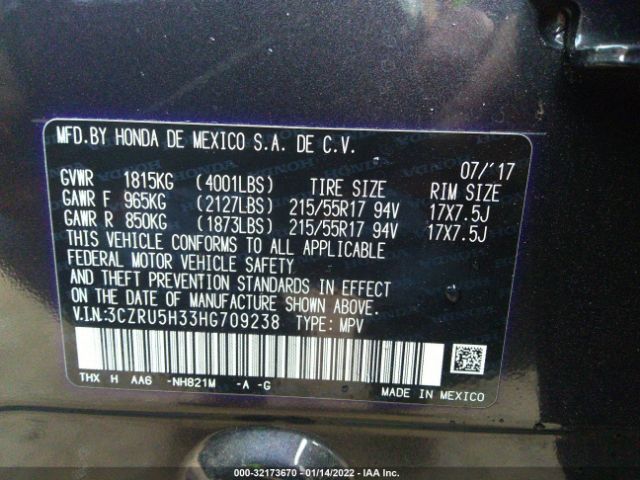 MFD.BY HONDA DE MEXICO S.A. DE C.V.
07/'17
GVWR 1815KG (4001LBS) TIRE SIZE RIM SIZE
GAWR F 965KG (2127LBS) 215/55R17 94V 17X7.5J
GAWR R 850KG (1873LBS) 215/55R17 94V 17X7.5J
THIS VEHICLE CONFORMS TO ALL APPLICABLE
FEDERAL MOTOR VEHICLE SAFETY
AND THEFT PREVENTION STANDARDS IN EFFECT
ON THE DATE OF MANUFACTURE SHOWN ABOVE.
V.I.N:3CZRU5H33HG709238 TYPE: MPV
THX H AA6 -NH821M -A -G
MADE IN MEXICO
000-32173670 - 01/14/2022 - IAA Inc.